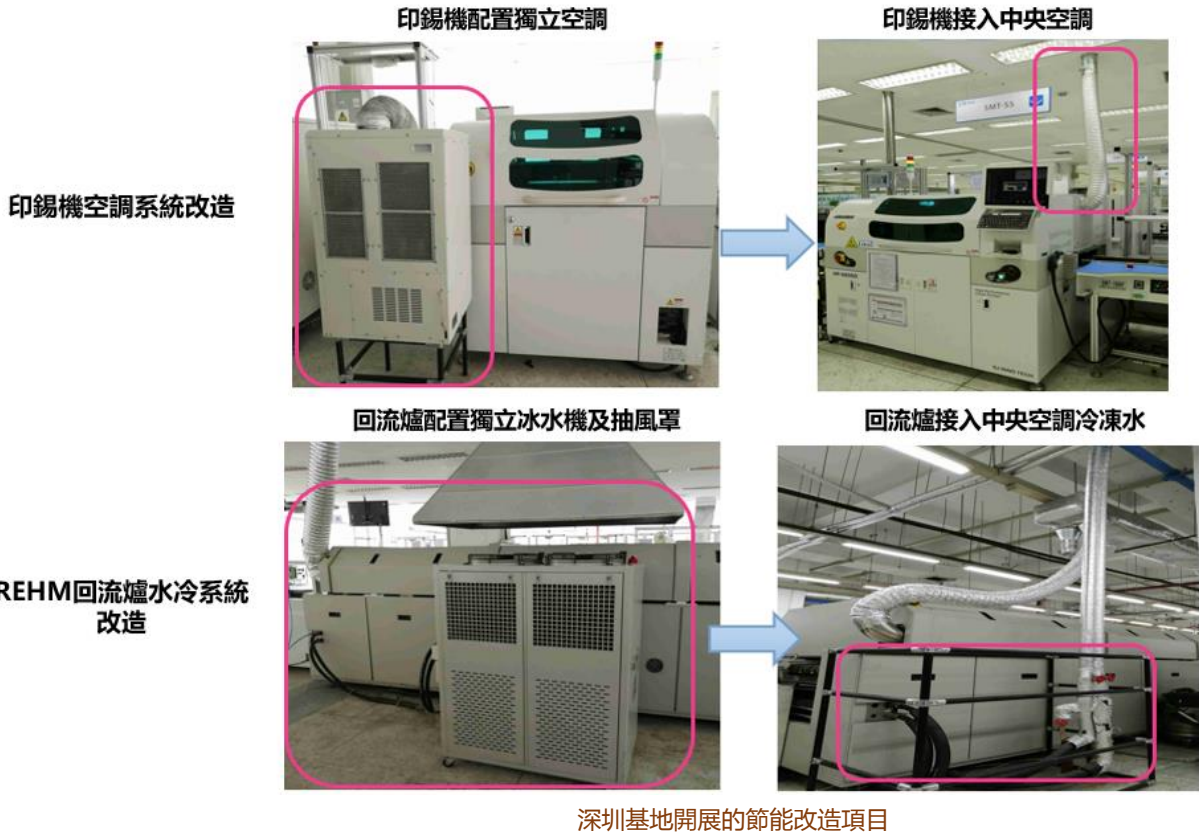 印錫機配置獨立空調
印錫機接入中央空調
印錫機空調系統改造
SMT-S5
回流爐配置獨立冰水機及抽風罩
回流爐接入中央空調冷凍水
REHM回流爐水冷系統
改造
深圳基地開展的節能改造項目